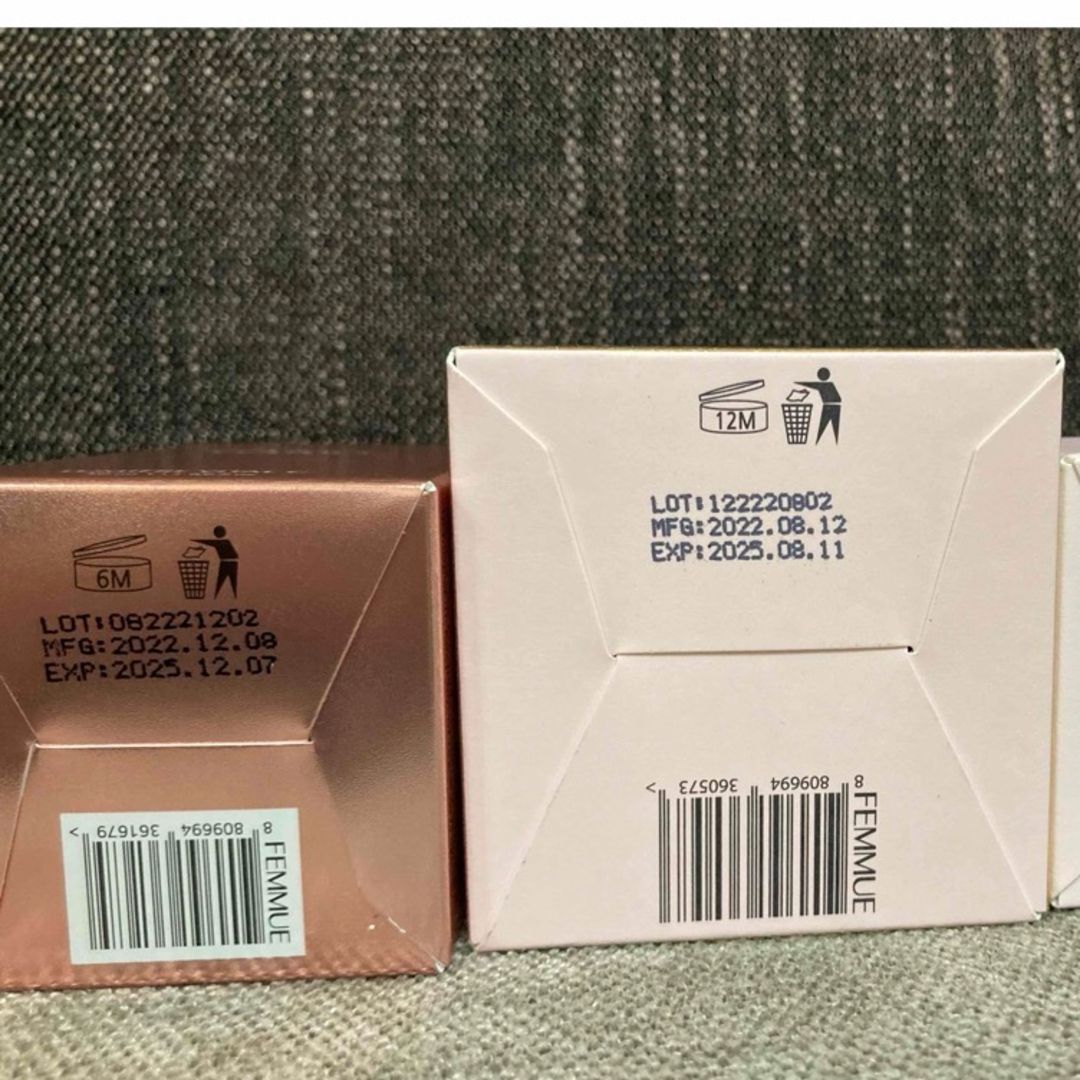 6M
LOT:082221202
MFG:2022.12.08
EXP:2025.12.07
8 809694 361679 >
FEMMUE
12M
LOT:122220802
MFG:2022.08.12
EXP:2025.08.11
8 809694 360573 >
FEMMUE